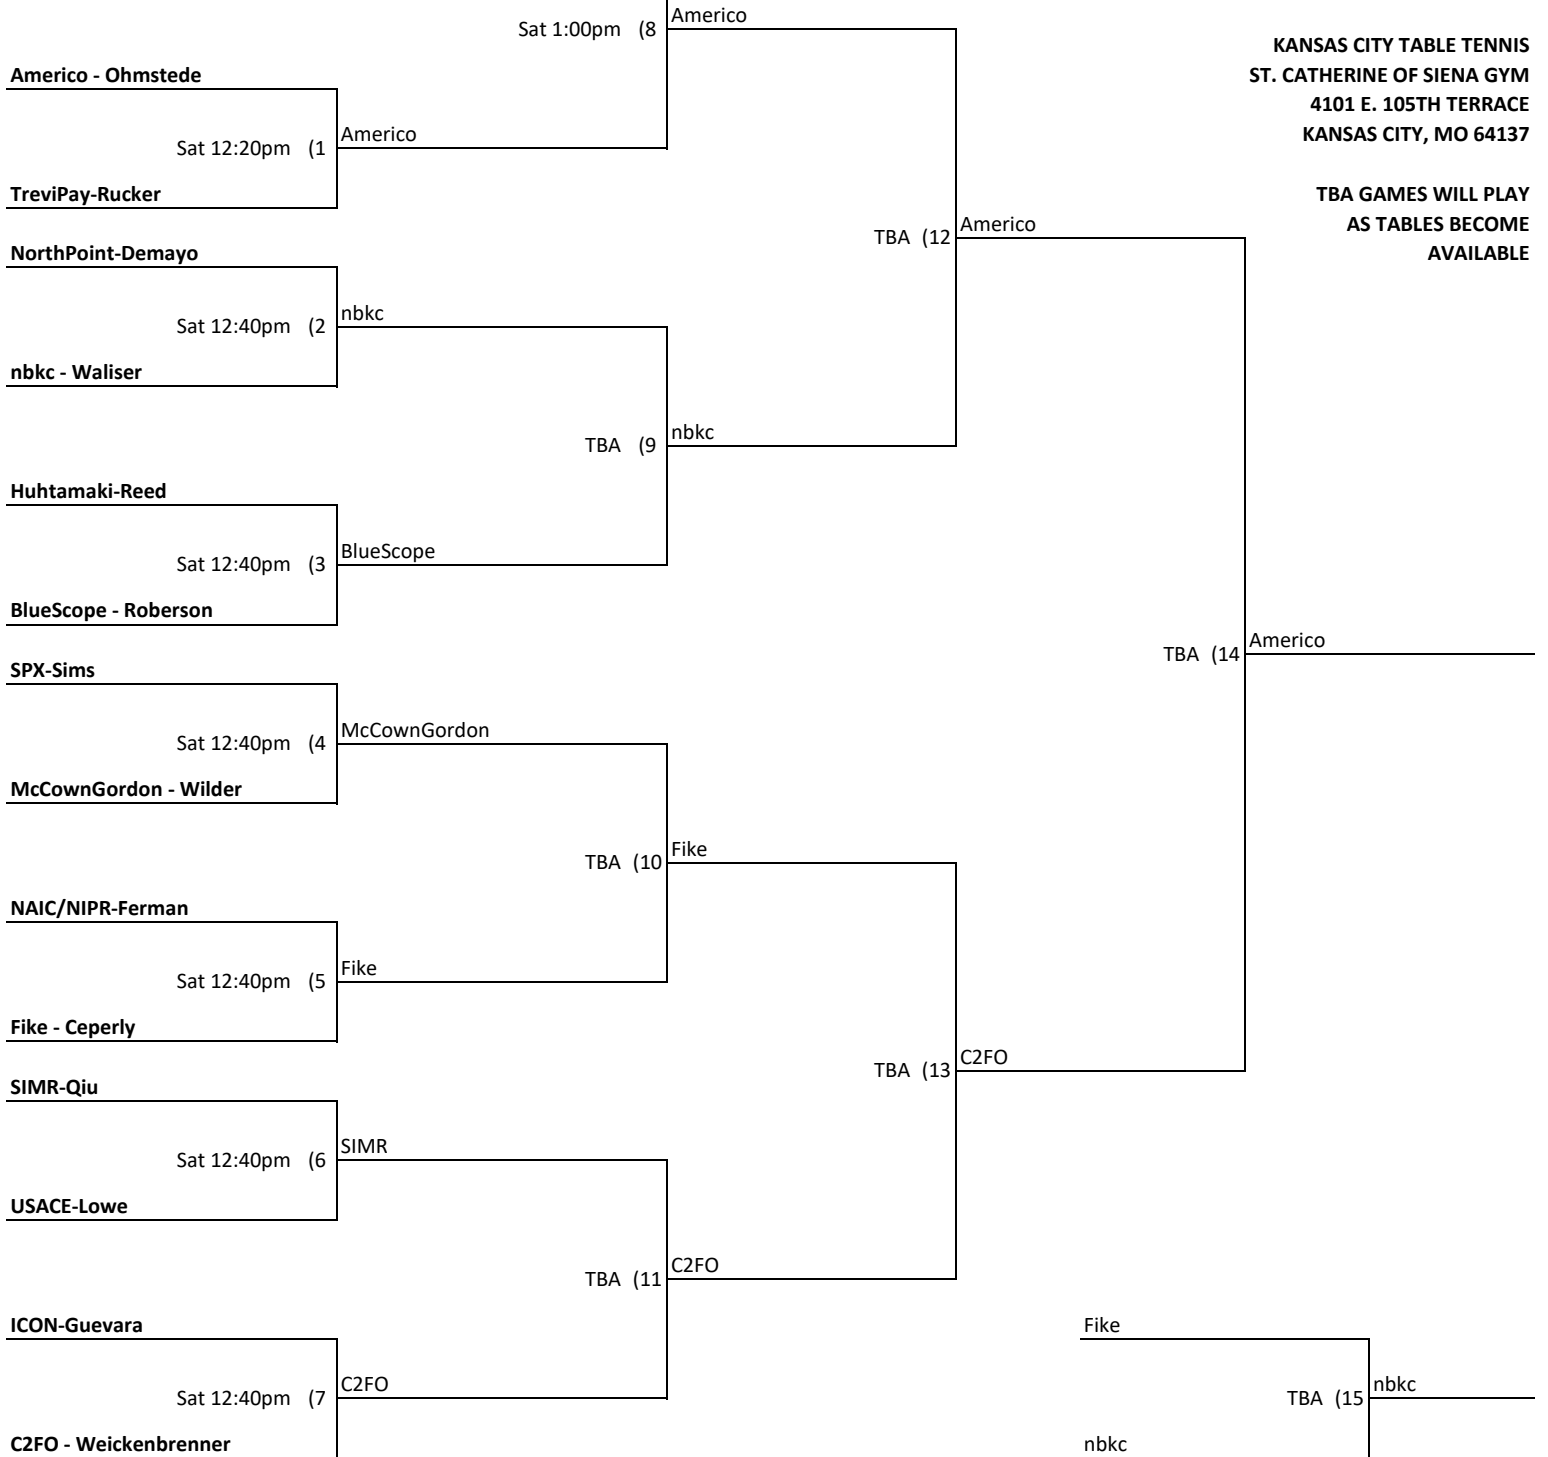 Americo
Sat 1:00pm (8
KANSAS CITY TABLE TENNIS
ST. CATHERINE OF SIENA GYM
4101 E. 105TH TERRACE
KANSAS CITY, MO 64137
TBA GAMES WILL PLAY
AS TABLES BECOME
AVAILABLE
Americo - Ohmstede
Americo
Sat 12:20pm (1
TreviPay-Rucker
Americo
TBA (12
NorthPoint-Demayo
nbkc
Sat 12:40pm (2
nbkc - Waliser
nbkc
TBA (9
Huhtamaki-Reed
BlueScope
Sat 12:40pm (3
BlueScope - Roberson
Americo
TBA (14
SPX-Sims
McCownGordon
Sat 12:40pm (4
McCownGordon - Wilder
Fike
TBA (10
NAIC/NIPR-Ferman
Fike
Sat 12:40pm (5
Fike - Ceperly
C2FO
TBA (13
SIMR-Qiu
SIMR
Sat 12:40pm (6
USACE-Lowe
C2FO
TBA (11
ICON-Guevara
Fike
C2FO
Sat 12:40pm (7
nbkc
TBA (15
C2FO - Weickenbrenner
nbkc